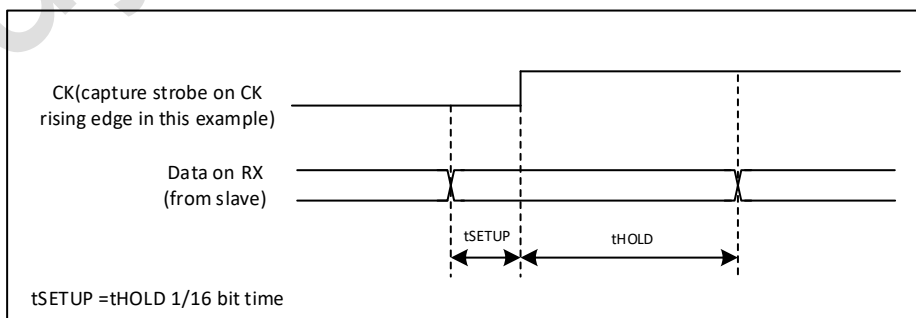 CK(capture strobe on CK
rising edge in this example)
Data on RX
(from slave)
tSETUP
tHOLD
tSETUP =tHOLD 1/16 bit time